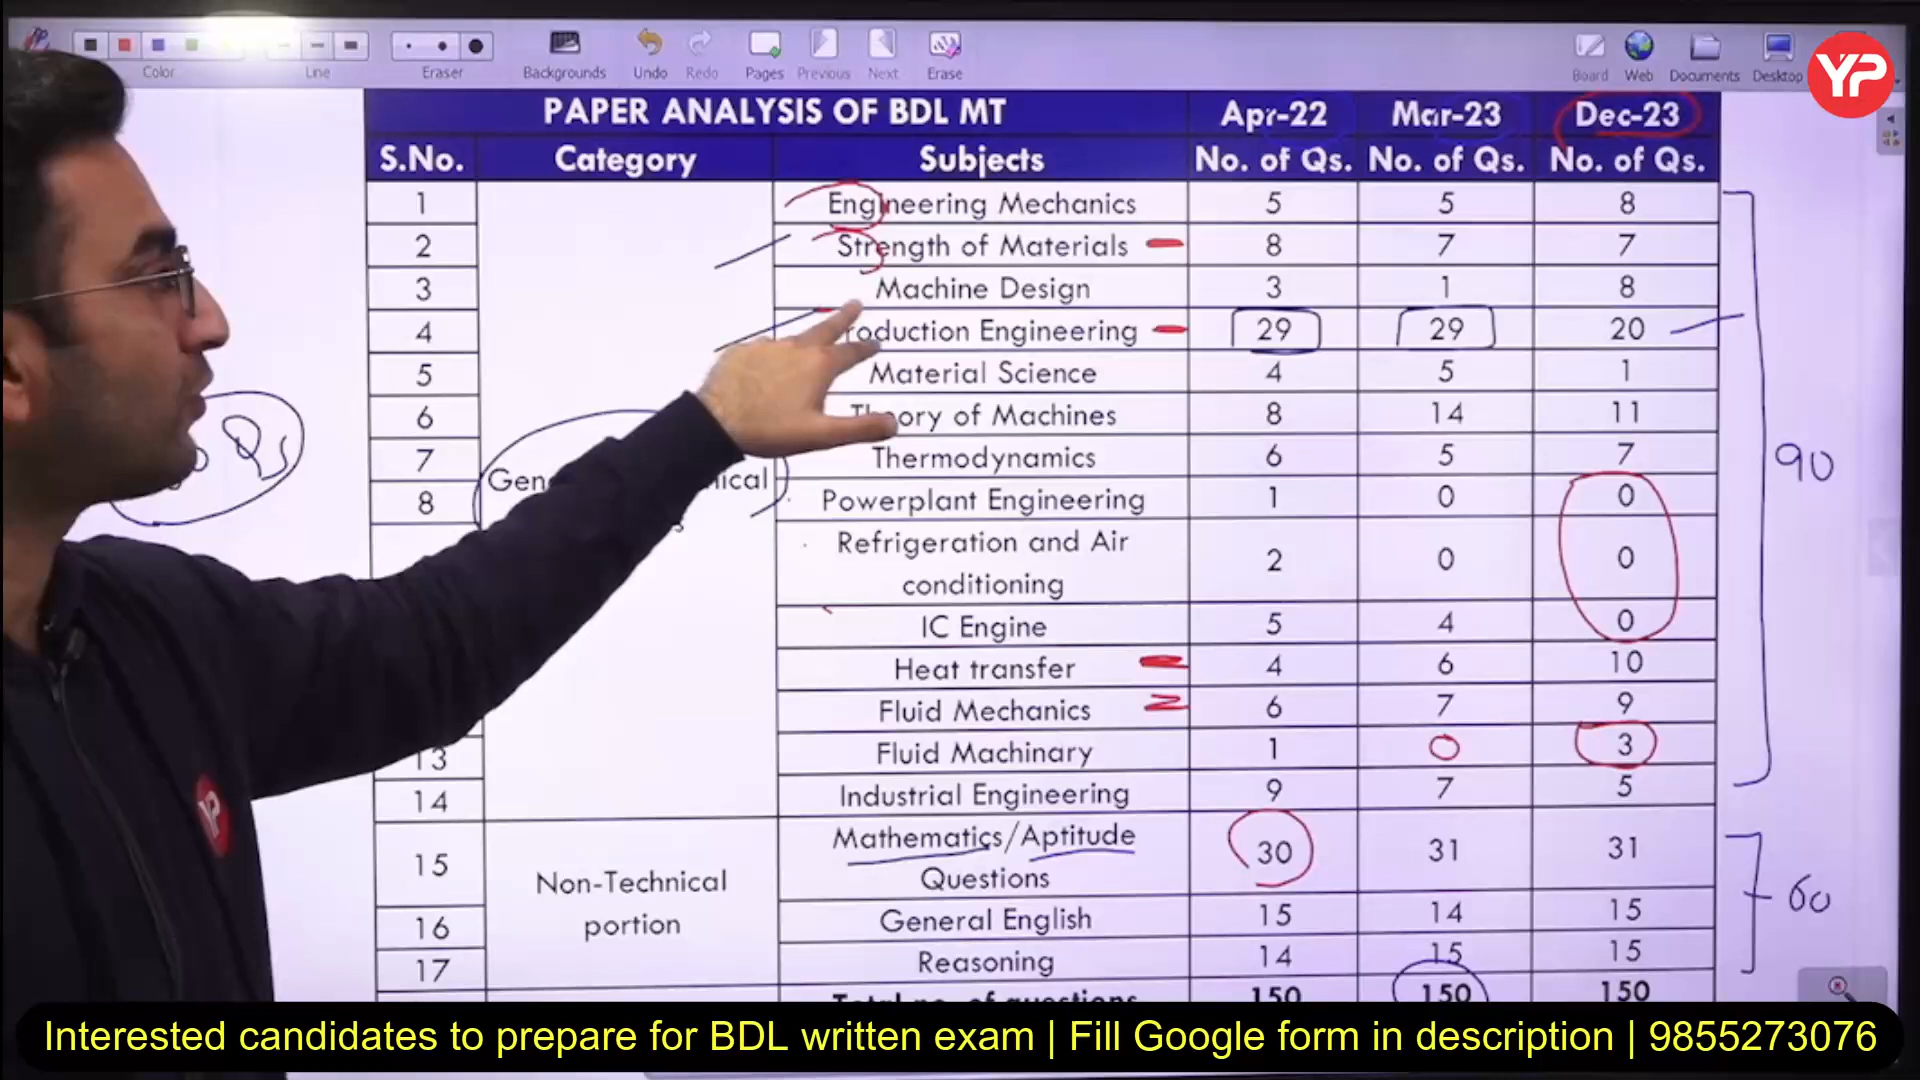 Color
Line
Eraser
Backgrounds
Undo
Redo
Pages
Previous
Next
Erase
Board
Web
Documents
Desktop
YP
PAPER ANALYSIS OF BDL MT Apr-22 Mar-23 Dec-23
S.No. Category Subjects No. of Qs. No. of Qs. No. of Qs.
1 Engineering Mechanics 5 5 8
2 Strength of Materials 8 7 7
3 Machine Design 3 1 8
4 roduction Engineering 29 29 20
5 Material Science 4 5 1
6 Theory of Machines 8 14 11
7 Thermodynamics 6 5 7
8 Powerplant Engineering 1 0 0
Refrigeration and Air
conditioning 2 0 0
IC Engine 5 4 0
Heat transfer 4 6 10
Fluid Mechanics 6 7 9
13 Fluid Machinary 1 0 3
14 Industrial Engineering 9 7 5
15 Mathematics/Aptitude
Questions 30 31 31
Non-Technical
portion
16 General English 15 14 15
17 Reasoning 14 15 15
Total no. of questions 150 150 150
Qs
90
60
YP
Interested candidates to prepare for BDL written exam | Fill Google form in description | 9855273076